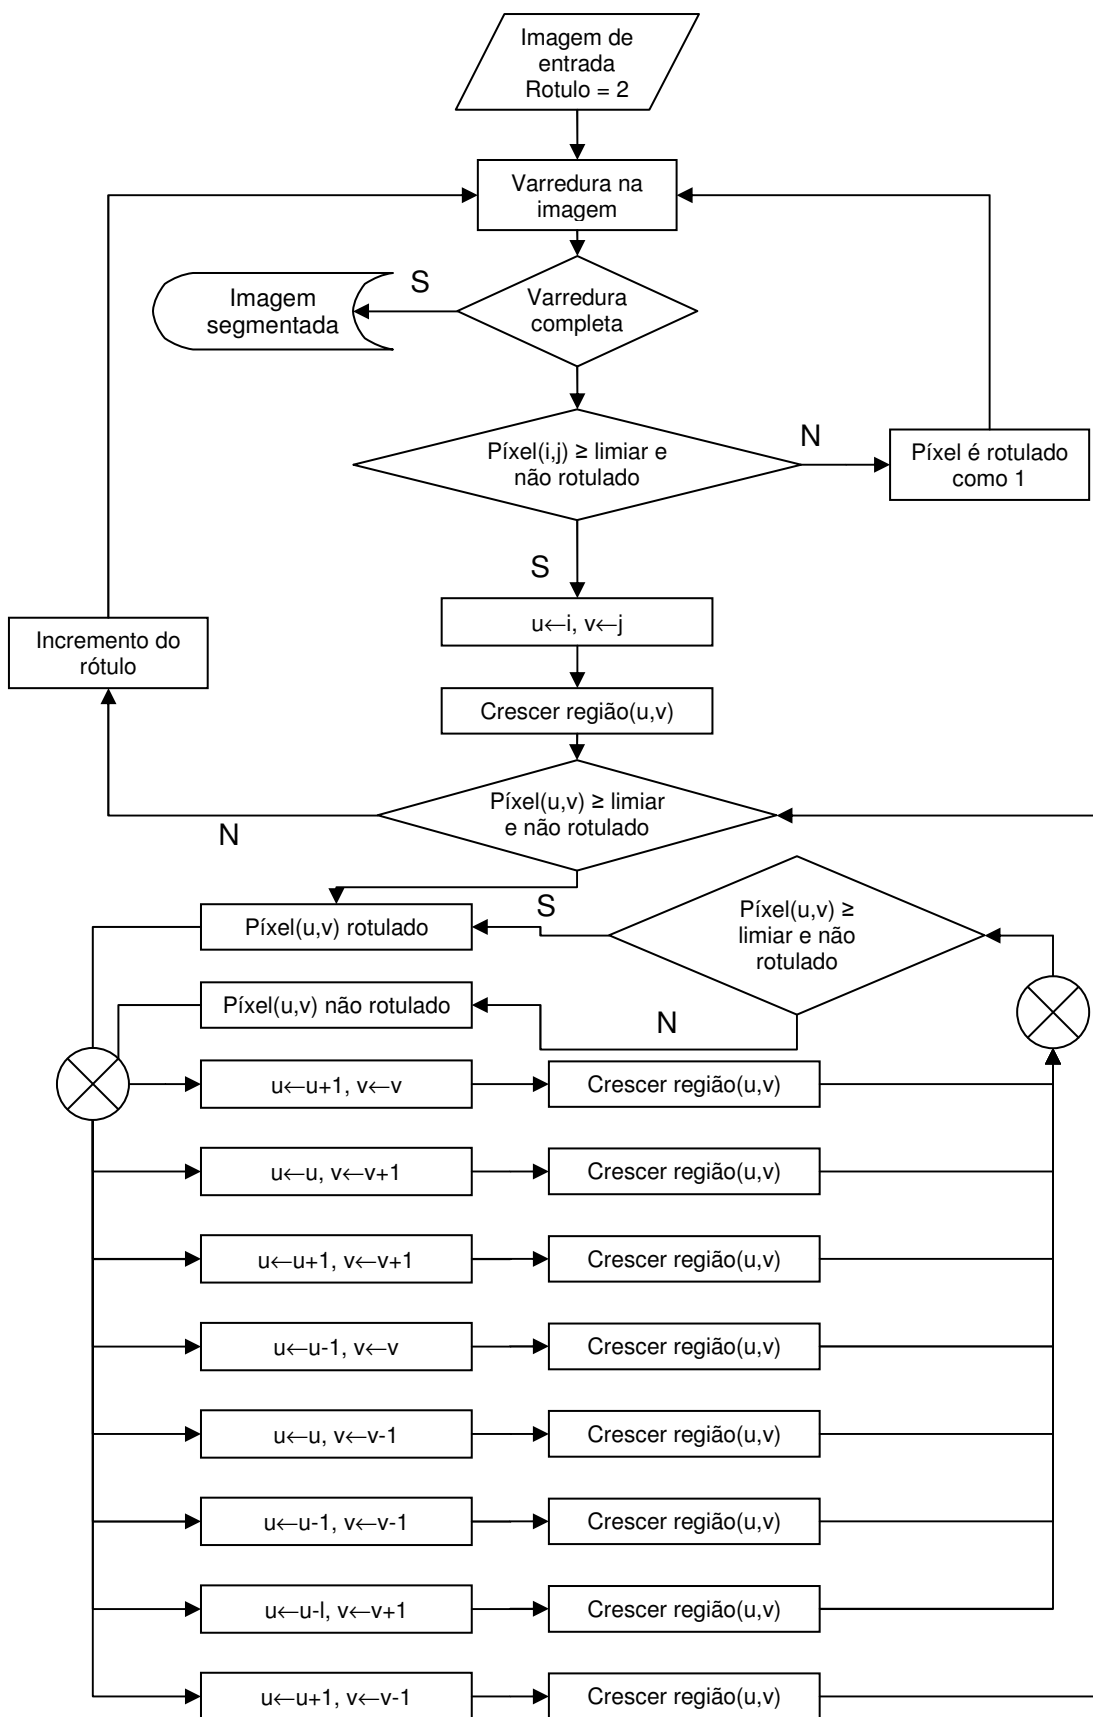 Imagem de
entrada
Rotulo = 2
Varredura na
imagem
S
Imagem
segmentada
Varredura
completa
Píxel(i,j) ≥ limiar e
não rotulado
N
Píxel é rotulado
como 1
S
u←i, v←j
Incremento do
rótulo
Crescer região(u,v)
Píxel(u,v) ≥ limiar
e não rotulado
N
Píxel(u,v) rotulado
S
Píxel(u,v) ≥
limiar e não
rotulado
Píxel(u,v) não rotulado
N
u←u+1, v←v
Crescer região(u,v)
u←u, v←v+1
Crescer região(u,v)
u←u+1, v←v+1
Crescer região(u,v)
u←u-1, v←v
Crescer região(u,v)
u←u, v←v-1
Crescer região(u,v)
u←u-1, v←v-1
Crescer região(u,v)
u←u-l, v←v+1
Crescer região(u,v)
u←u+1, v←v-1
Crescer região(u,v)